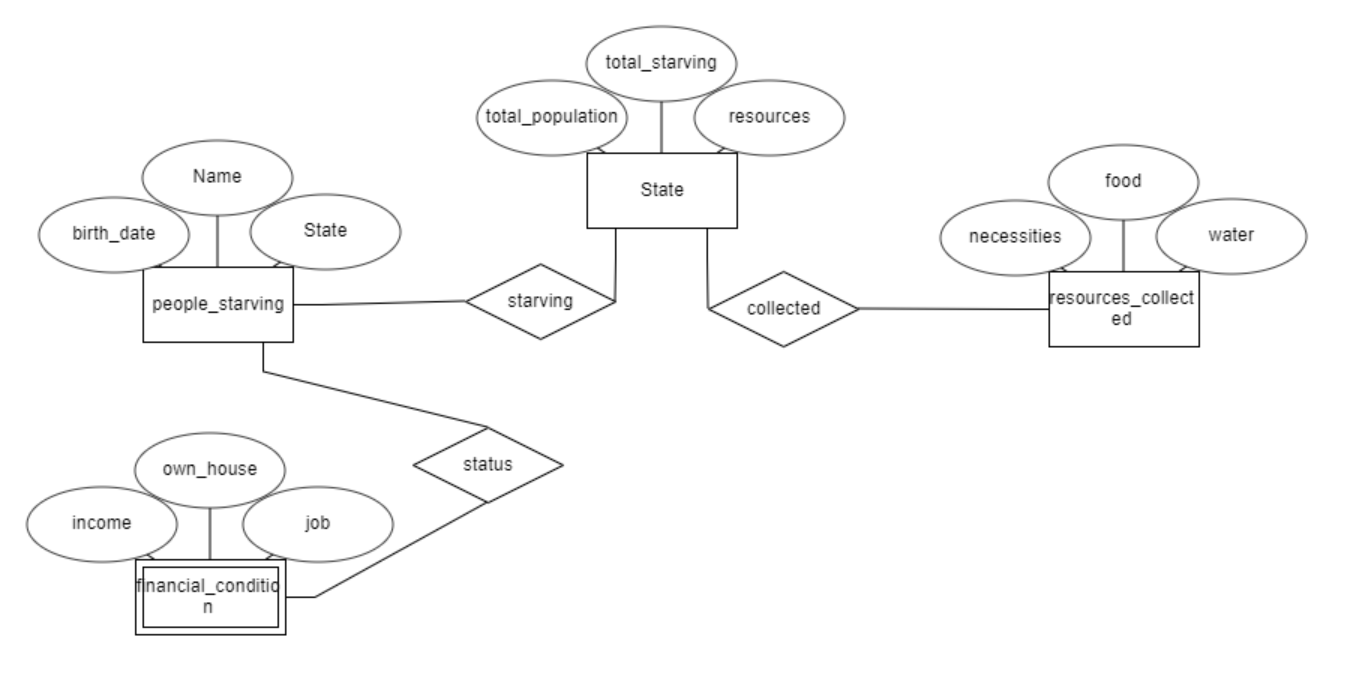 total_starving
total_population
resources
State
Name
birth_date
State
people_starving
starving
collected
food
necessities
water
resources_collect
ed
status
own_house
income
job
financial_conditio
n